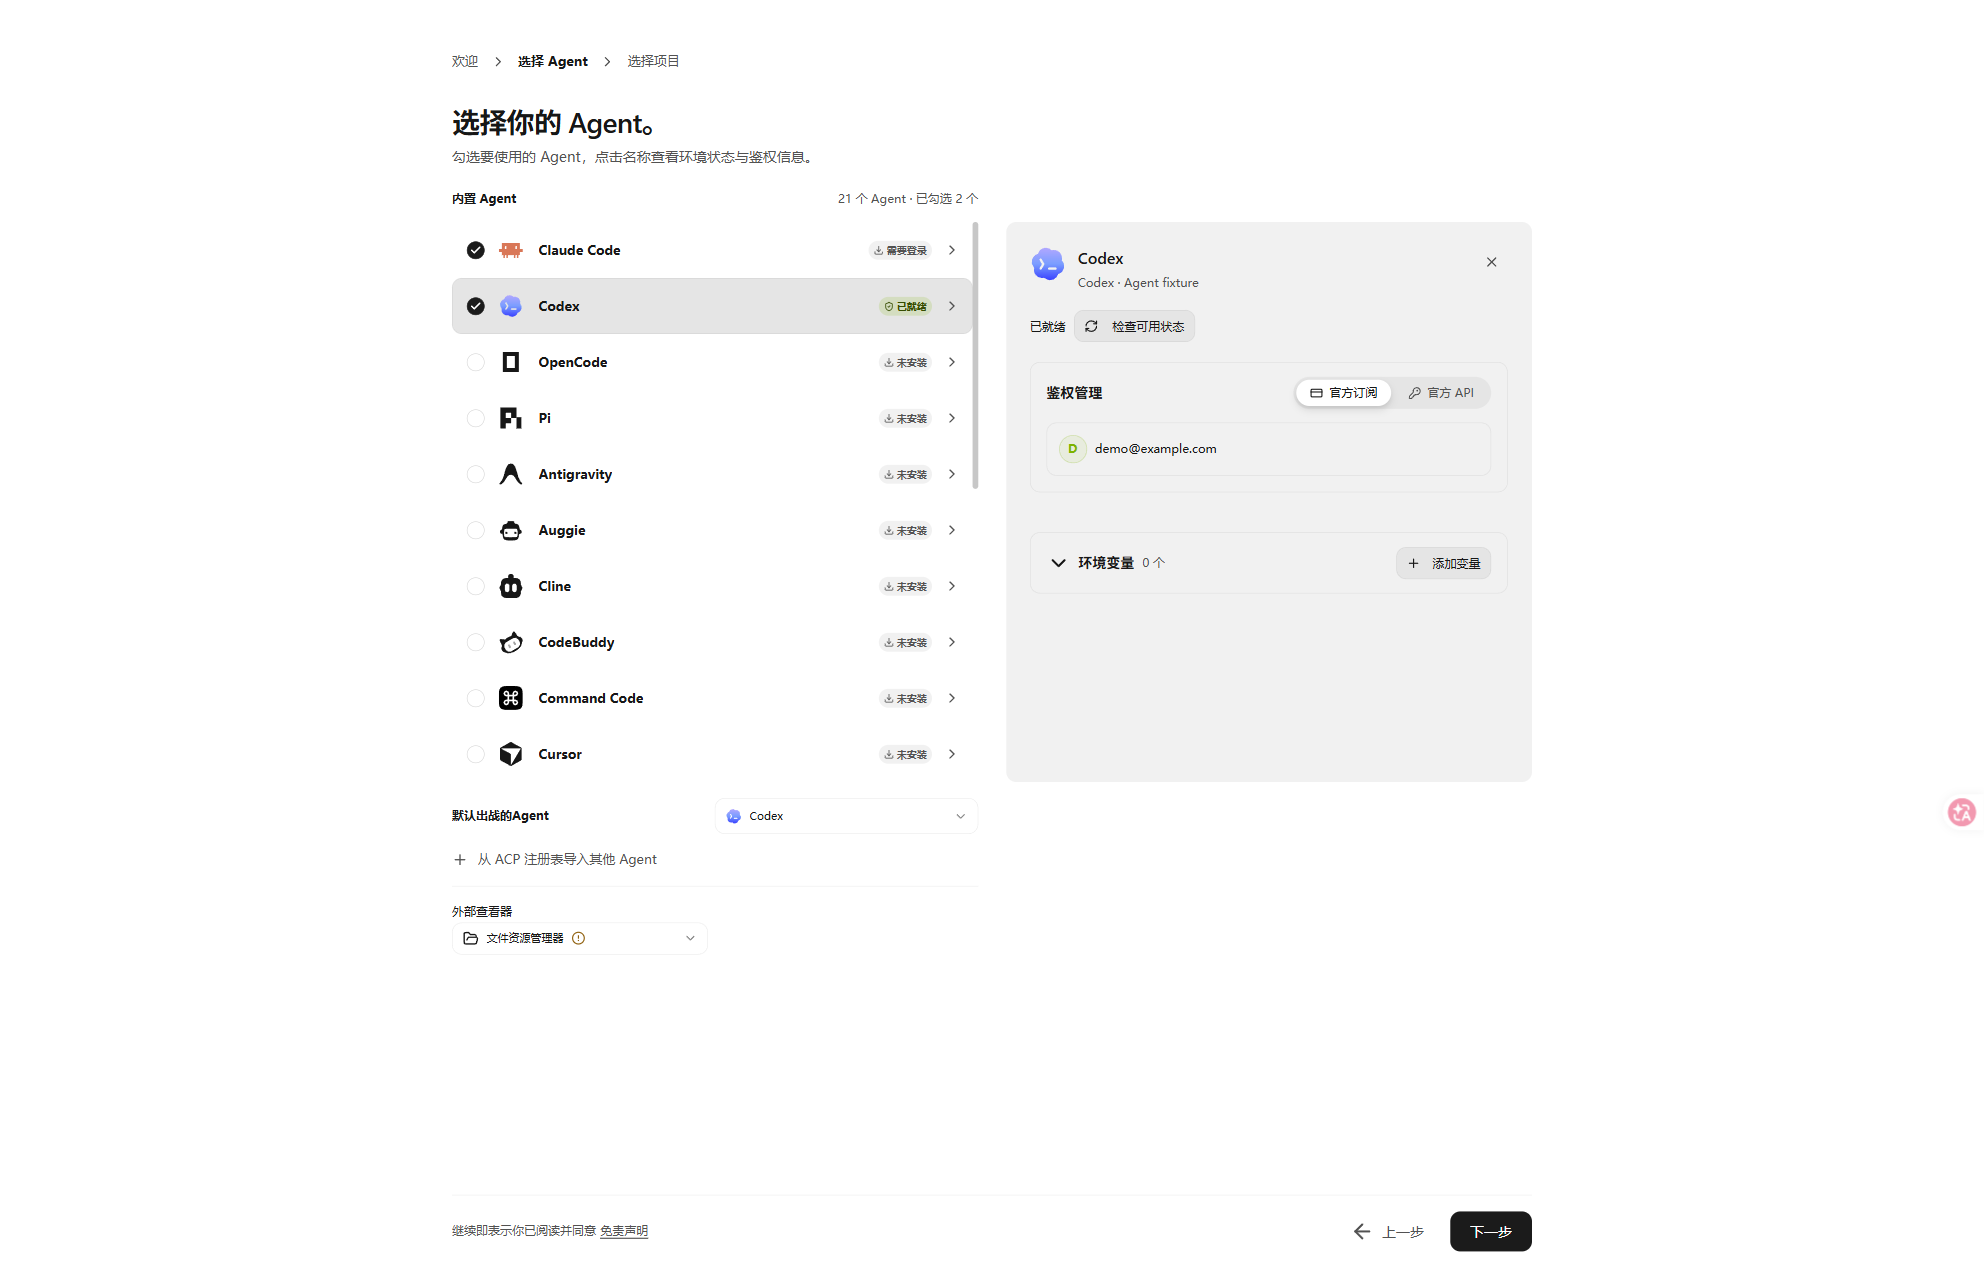 欢迎 选择 Agent 选择项目
选择你的 Agent。
勾选要使用的 Agent，点击名称查看环境状态与鉴权信息。
内置 Agent 21 个 Agent · 已勾选 2 个
Claude Code 需要登录
Codex 已就绪
OpenCode 未安装
Pi 未安装
Antigravity 未安装
Auggie 未安装
Cline 未安装
CodeBuddy 未安装
Command Code 未安装
Cursor 未安装
默认出战的Agent Codex
从 ACP 注册表导入其他 Agent
外部查看器
文件资源管理器
Codex
Codex · Agent fixture
已就绪 检查可用状态
鉴权管理 官方订阅 官方 API
D demo@example.com
环境变量 0 个 添加变量
继续即表示你已阅读并同意 免责声明 上一步 下一步